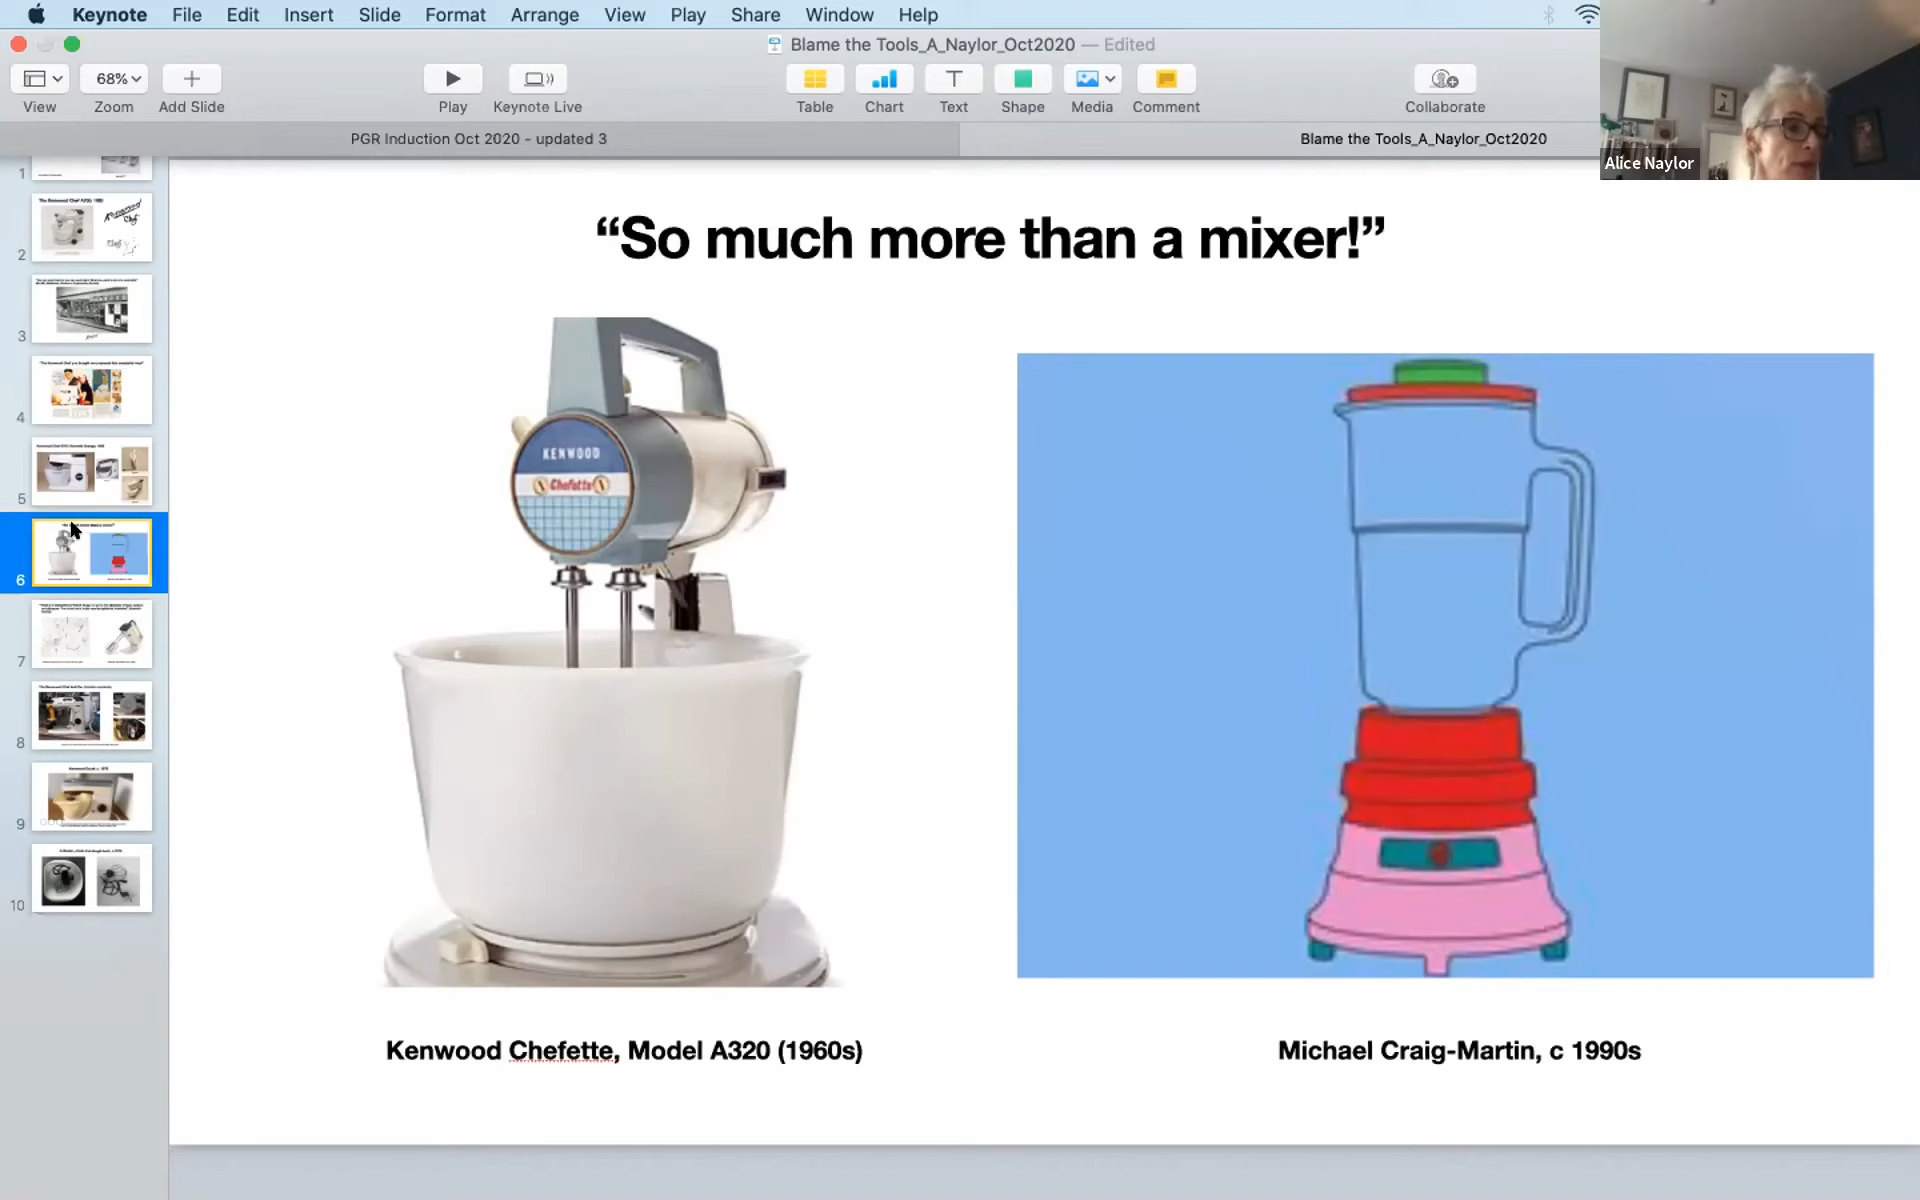 Keynote File Edit Insert Slide Format Arrange View Play Share Window Help
Blame the Tools_A_Naylor_Oct2020 — Edited
68%
View Zoom Add Slide Play Keynote Live Table Chart Text Shape Media Comment Collaborate
PGR Induction Oct 2020 - updated 3
Blame the Tools_A_Naylor_Oct2020
Alice Naylor
1
2
3
4
5
6
7
8
9
10
“So much more than a mixer!”
KENWOOD
Chefette
Kenwood Chefette, Model A320 (1960s)
Michael Craig-Martin, c 1990s